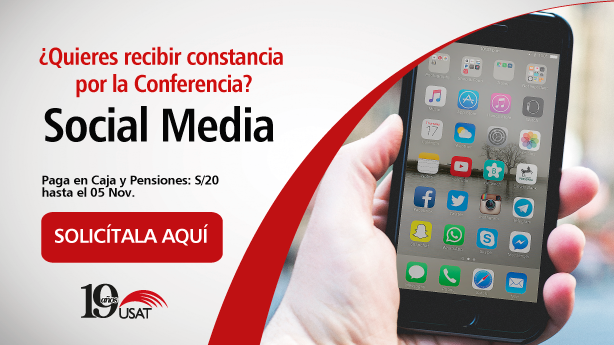 ¿Quieres recibir constancia
por la Conferencia?
Social Media
Paga en Caja y Pensiones: S/20
hasta el 05 Nov.
SOLICÍTALA AQUÍ
19 años
USAT